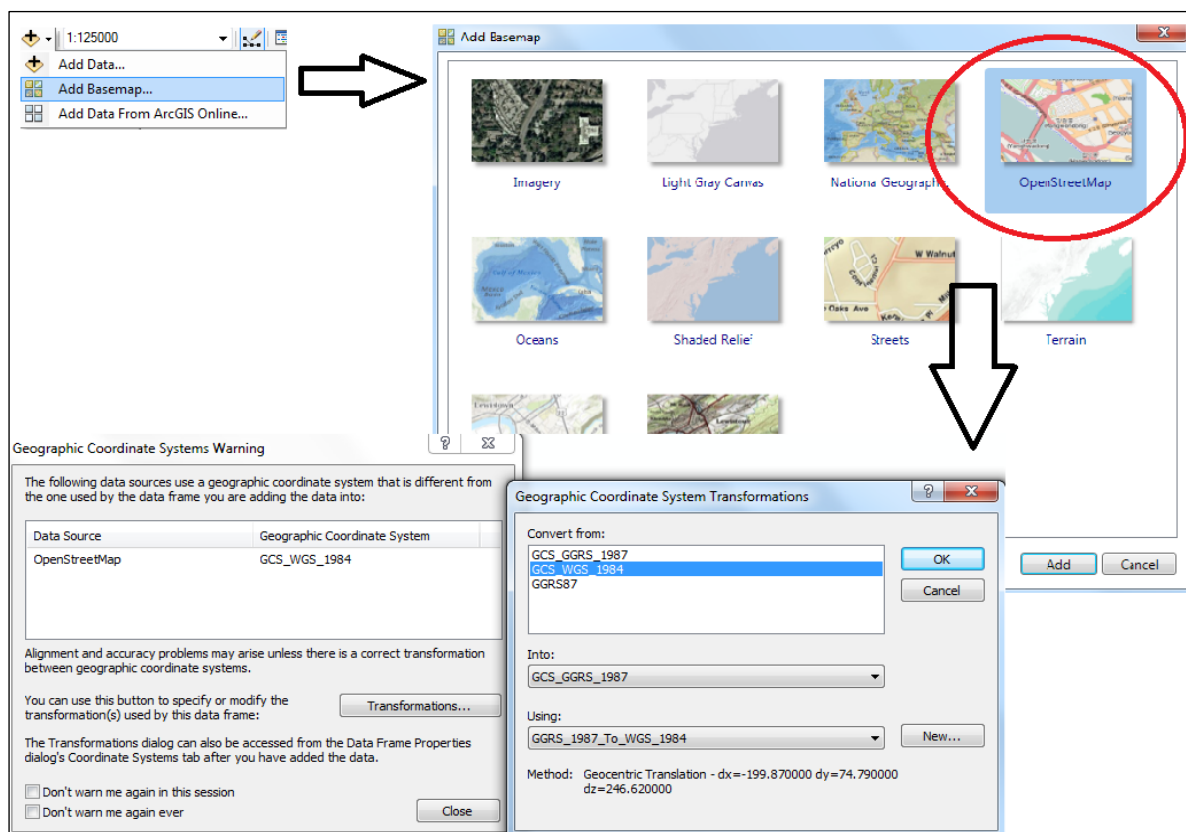 1:125000
Add Data...
Add Basemap...
Add Data From ArcGIS Online...
Add Basemap
Imagery
Light Gray Canvas
National Geographic
OpenStreetMap
Gulf of Mexico
W Walnut
Oaks Ave
Oceans
Shaded Relief
Streets
Terrain
Add
Cancel
Geographic Coordinate Systems Warning
The following data sources use a geographic coordinate system that is different from
the one used by the data frame you are adding the data into:
Data Source Geographic Coordinate System
OpenStreetMap GCS_WGS_1984
Alignment and accuracy problems may arise unless there is a correct transformation
between geographic coordinate systems.
You can use this button to specify or modify the
transformation(s) used by this data frame:
Transformations...
The Transformations dialog can also be accessed from the Data Frame Properties
dialog's Coordinate Systems tab after you have added the data.
Don't warn me again in this session
Don't warn me again ever
Close
Geographic Coordinate System Transformations
Convert from:
GCS_GGRS_1987
GCS_WGS_1984
GGRS87
OK
Cancel
Into:
GCS_GGRS_1987
Using:
GGRS_1987_To_WGS_1984
New...
Method: Geocentric Translation - dx=-199.870000 dy=74.790000
dz=246.620000